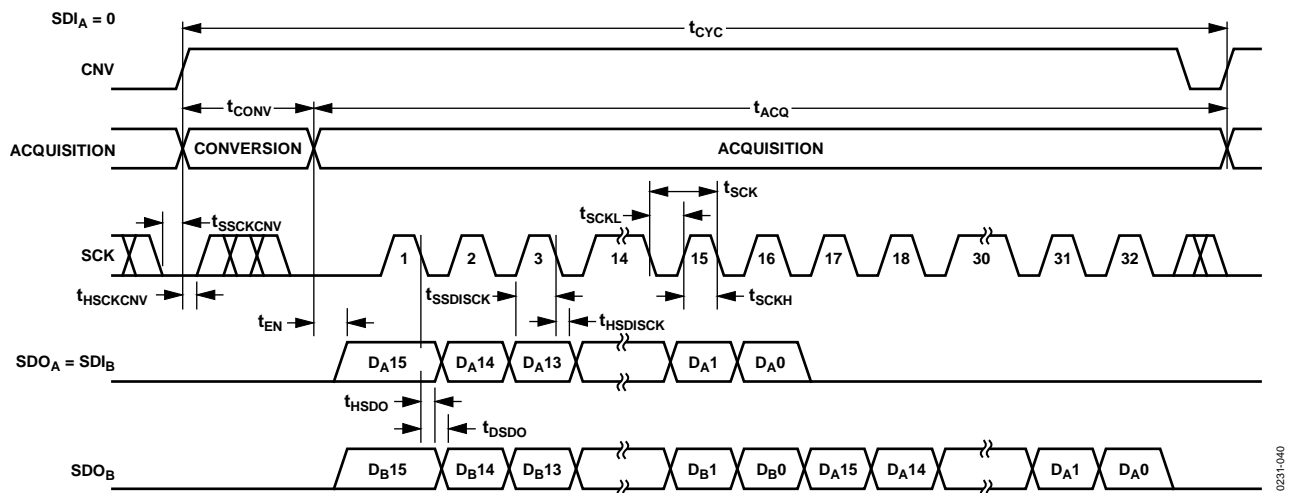 SDIA = 0
tCYC
CNV
tCONV
tACQ
ACQUISITION
CONVERSION
ACQUISITION
tSCK
tSCKL
tSSCKCNV
SCK
1 2 3 14 15 16 17 18 30 31 32
tHSCKCNV
tSSDISCK
tSCKH
tEN
tHSDISCK
SDOA = SDIB
DA15 DA14 DA13 DA1 DA0
tHSDO
tDSDO
SDOB
DB15 DB14 DB13 DB1 DB0 DA15 DA14 DA1 DA0
0231-040